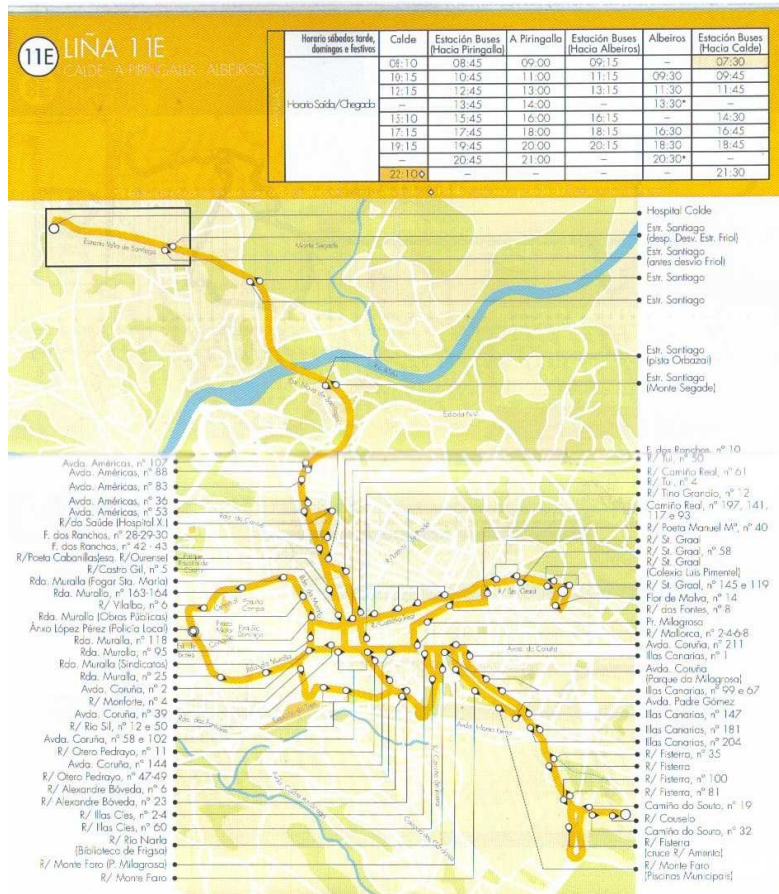 11E
LIÑA 11E
CALDE - A PIRINGALLA - ALBEIROS
Horario sábados tarde, domingos e festivos
Calde
Estación Buses (Hacia Piringalla)
A Piringalla
Estación Buses (Hacia Albeiros)
Albeiros
Estación Buses (Hacia Calde)
Horario Saída/Chegada
08:10 08:45 09:00 09:15 – 07:30
10:15 10:45 11:00 11:15 09:30 09:45
12:15 12:45 13:00 13:15 11:30 11:45
– 13:45 14:00 – 13:30* –
15:10 15:45 16:00 16:15 – 14:30
17:15 17:45 18:00 18:15 16:30 16:45
19:15 19:45 20:00 20:15 18:30 18:45
– 20:45 21:00 – 20:30* –
22:10◊ – – – – 21:30
Hospital Calde
Estr. Santiago
(desp. Desv. Estr. Friol)
Estr. Santiago
(antes desvío Friol)
Estr. Santiago
Estr. Santiago
Estr. Santiago
(pista Orbazai)
Estr. Santiago
(Monte Segade)
Estrada Vella de Santiago
Monte Segade
F. dos Ranchos, nº 10
R/ Tui, nº 50
R/ Camiño Real, nº 61
R/ Tui, nº 4
R/ Tino Grandio, nº 12
Camiño Real, nº 197, 141,
117 e 93
R/ Poeta Manuel Mª, nº 40
R/ St. Graal
R/ St. Graal, nº 58
R/ St. Graal
(Colexio Luis Pimentel)
R/ St. Graal, nº 145 e 119
Flor de Malva, nº 14
R/ das Fontes, nº 8
Pr. Milagrosa
R/ Mallorca, nº 2-4-6-8
Avda. Coruña, nº 211
Illas Canarias, nº 1
Avda. Coruña
(Parque da Milagrosa)
Illas Canarias, nº 99 e 67
Avda. Padre Gómez
Illas Canarias, nº 147
Illas Canarias, nº 181
Illas Canarias, nº 204
R/ Fisterra, nº 35
R/ Fisterra
R/ Fisterra, nº 100
R/ Fisterra, nº 81
Camiño do Souto, nº 19
R/ Couselo
Camiño do Souto, nº 32
R/ Fisterra
(cruce R/ Amanta)
R/ Monte Faro
(Piscinas Municipais)
Avda. Américas, nº 107
Avda. Américas, nº 88
Avda. Américas, nº 83
Avda. Américas, nº 36
Avda. Américas, nº 53
R/da Saúde (Hospital X.)
F. dos Ranchos, nº 28-29-30
F. dos Ranchos, nº 42 - 43
R/Poeta Cabanillas(esq. R/Ourense)
R/Castro Gil, nº 5
Rda. Muralla (Fogar Sta. María)
Rda. Muralla, nº 163-164
R/ Vilalba, nº 6
Rda. Muralla (Obras Públicas)
Anxo López Pérez (Policía Local)
Rda. Muralla, nº 118
Rda. Muralla, nº 95
Rda. Muralla (Sindicatos)
Rda. Muralla, nº 25
Avda. Coruña, nº 2
R/ Monforte, nº 4
Avda. Coruña, nº 39
R/ Río Sil, nº 12 e 50
Avda. Coruña, nº 58 e 102
R/ Otero Pedrayo, nº 11
Avda. Coruña, nº 144
R/ Otero Pedrayo, nº 47-49
R/ Alexandre Bóveda, nº 6
R/ Alexandre Bóveda, nº 23
R/ Illas Cíes, nº 2-4
R/ Illas Cíes, nº 60
R/ Río Narla
(Biblioteca de Frigsa)
R/ Monte Faro (P. Milagrosa)
R/ Monte Faro